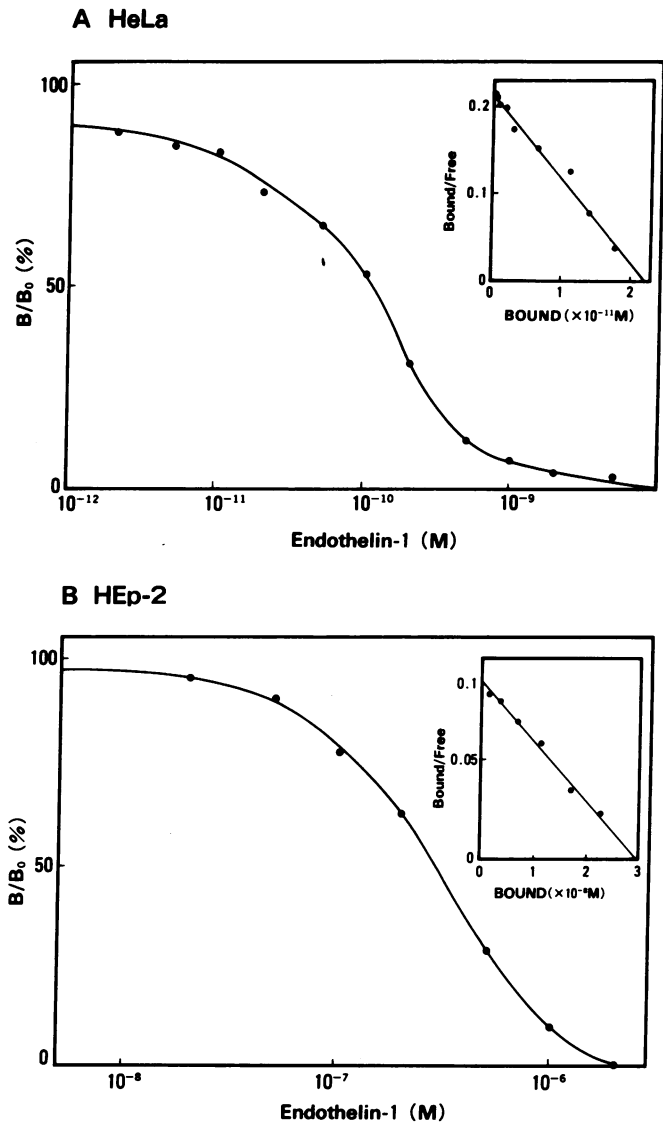 A HeLa
100
50
0
B/B₀ (%)
10⁻¹²
10⁻¹¹
10⁻¹⁰
10⁻⁹
Endothelin-1 (M)
0.2
0.1
0
Bound/Free
0
1
2
BOUND (×10⁻¹¹M)
B HEp-2
100
50
0
B/B₀ (%)
10⁻⁸
10⁻⁷
10⁻⁶
Endothelin-1 (M)
0.1
0.05
0
Bound/Free
0
1
2
3
BOUND(×10⁻⁸M)